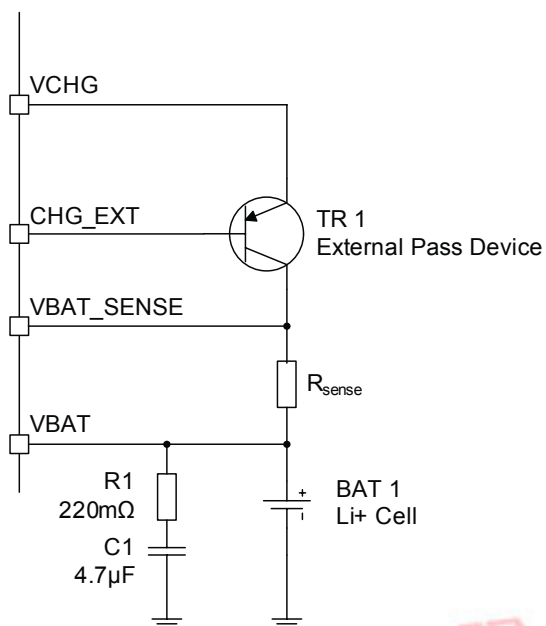 VCHG
CHG_EXT
TR 1
External Pass Device
VBAT_SENSE
Rsense
VBAT
R1
220mΩ
C1
4.7µF
+
BAT 1
Li+ Cell